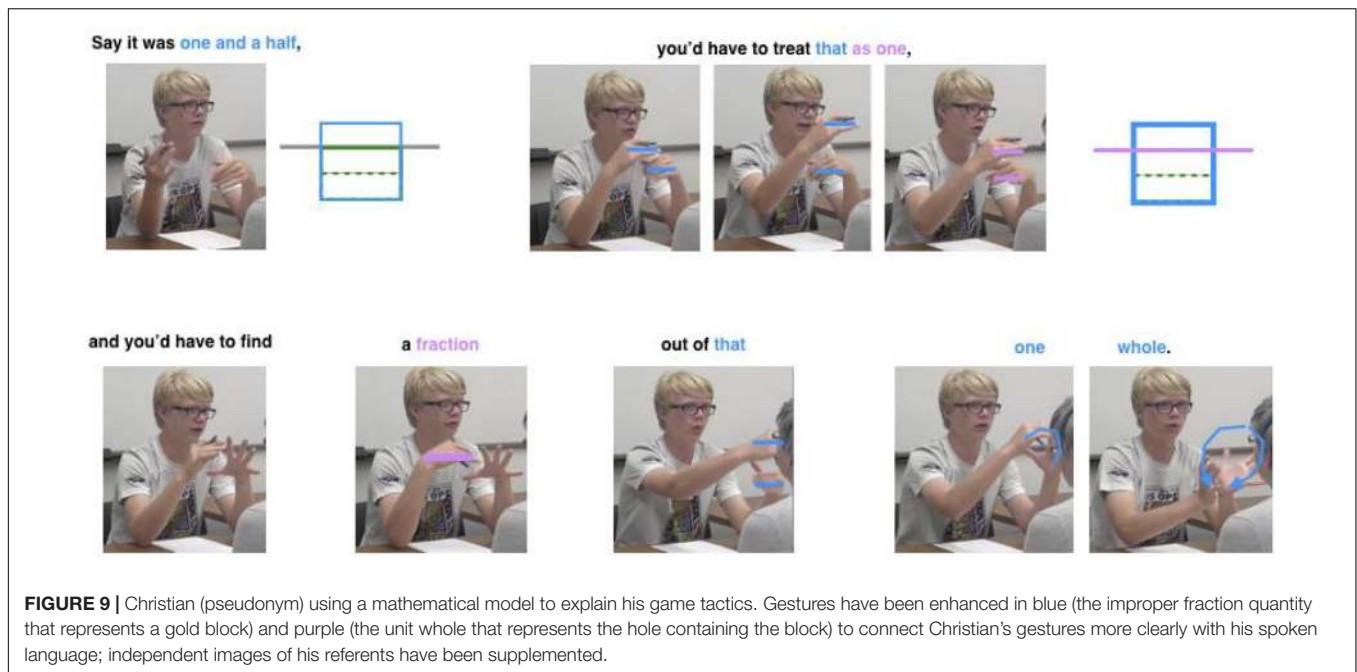 Say it was one and a half,
you'd have to treat that as one,
and you'd have to find
a fraction
out of that
one whole.
FIGURE 9 | Christian (pseudonym) using a mathematical model to explain his game tactics. Gestures have been enhanced in blue (the improper fraction quantity
that represents a gold block) and purple (the unit whole that represents the hole containing the block) to connect Christian's gestures more clearly with his spoken
language; independent images of his referents have been supplemented.